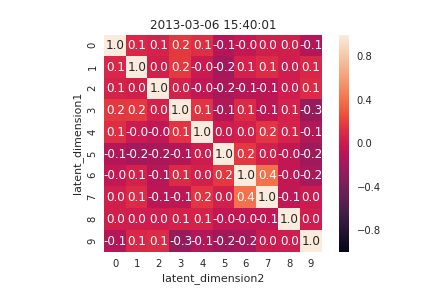 2013-03-06 15:40:01
latent_dimension1
0 1.0 0.1 0.1 0.2 0.1 -0.1 -0.0 0.0 0.0 -0.1
1 0.1 1.0 0.0 0.2 -0.0 -0.2 0.1 0.1 0.0 0.1
2 0.1 0.0 1.0 0.0 -0.0 -0.2 -0.1 -0.1 0.0 0.1
3 0.2 0.2 0.0 1.0 0.1 -0.1 0.1 -0.1 0.1 -0.3
4 0.1 -0.0 -0.0 0.1 1.0 0.0 0.0 0.2 0.1 -0.1
5 -0.1 -0.2 -0.2 -0.1 0.0 1.0 0.2 0.0 -0.0 -0.2
6 -0.0 0.1 -0.1 0.1 0.0 0.2 1.0 0.4 -0.0 -0.2
7 0.0 0.1 -0.1 -0.1 0.2 0.0 0.4 1.0 -0.1 0.0
8 0.0 0.0 0.0 0.1 0.1 -0.0 -0.0 -0.1 1.0 0.0
9 -0.1 0.1 0.1 -0.3 -0.1 -0.2 -0.2 0.0 0.0 1.0
0 1 2 3 4 5 6 7 8 9
latent_dimension2
0.8
0.4
0.0
-0.4
-0.8